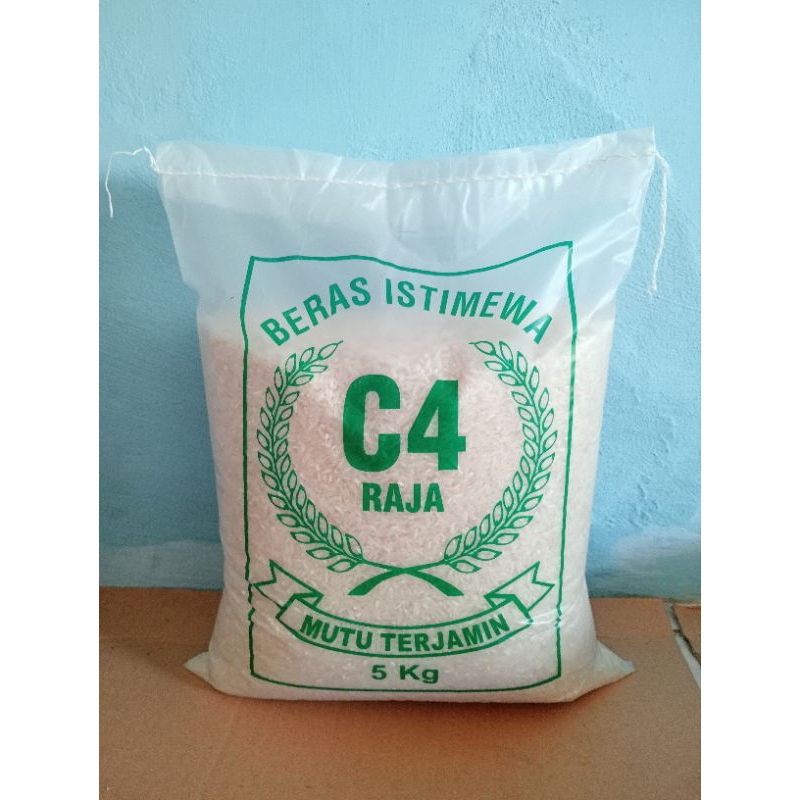 BERAS ISTIMEWA
C4
RAJA
MUTU TERJAMIN
5 Kg